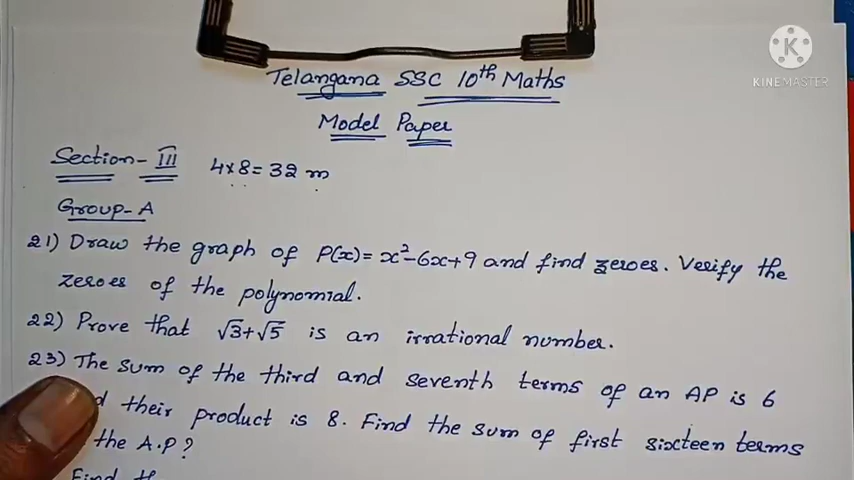 K
KINEMASTER
Telangana SSC 10th Maths
Model Paper
Section-III 4x8=32 m
Group-A
21) Draw the graph of P(x)= x²-6x+9 and find zeroes. Verify the
zeroes of the polynomial.
22) Prove that √3+√5 is an irrational number.
23) The sum of the third and seventh terms of an AP is 6
d their product is 8. Find the sum of first sixteen terms
the A.P?
Find